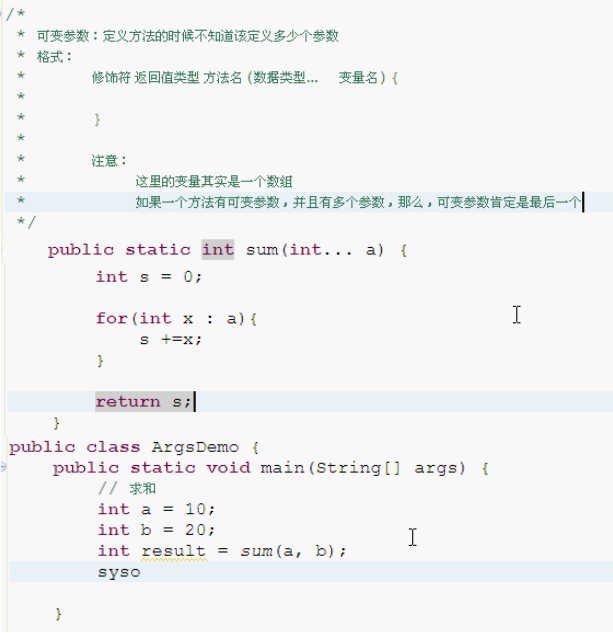 /*
 * 可变参数：定义方法的时候不知道该定义多少个参数
 * 格式：
 *     修饰符 返回值类型 方法名(数据类型…  变量名){
 *
 *     }
 *
 *     注意：
 *         这里的变量其实是一个数组
 *         如果一个方法有可变参数，并且有多个参数，那么，可变参数肯定是最后一个
 */
public static int sum(int... a) {
int s = 0;
for(int x : a){
s +=x;
}
return s;
}
public class ArgsDemo {
public static void main(String[] args) {
// 求和
int a = 10;
int b = 20;
int result = sum(a, b);
syso
}